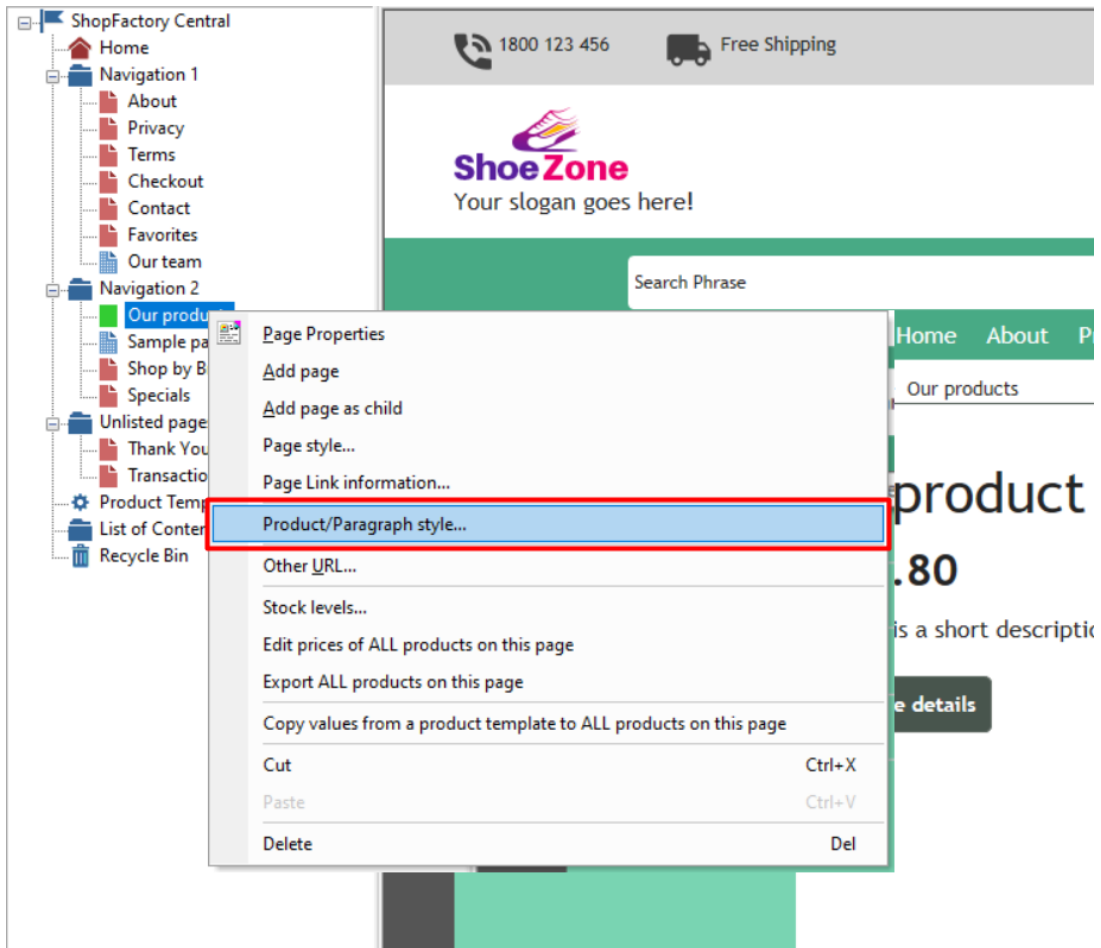 ShopFactory Central
Home
Navigation 1
About
Privacy
Terms
Checkout
Contact
Favorites
Our team
Navigation 2
Our product
Sample pa
Shop by B
Specials
Unlisted page
Thank You
Transactio
Product Temp
List of Conten
Recycle Bin
1800 123 456 Free Shipping
ShoeZone
Your slogan goes here!
Search Phrase
Home About Pr
Our products
product
.80
is a short descriptio
e details
Page Properties
Add page
Add page as child
Page style...
Page Link information...
Product/Paragraph style...
Other URL...
Stock levels...
Edit prices of ALL products on this page
Export ALL products on this page
Copy values from a product template to ALL products on this page
Cut Ctrl+X
Paste Ctrl+V
Delete Del